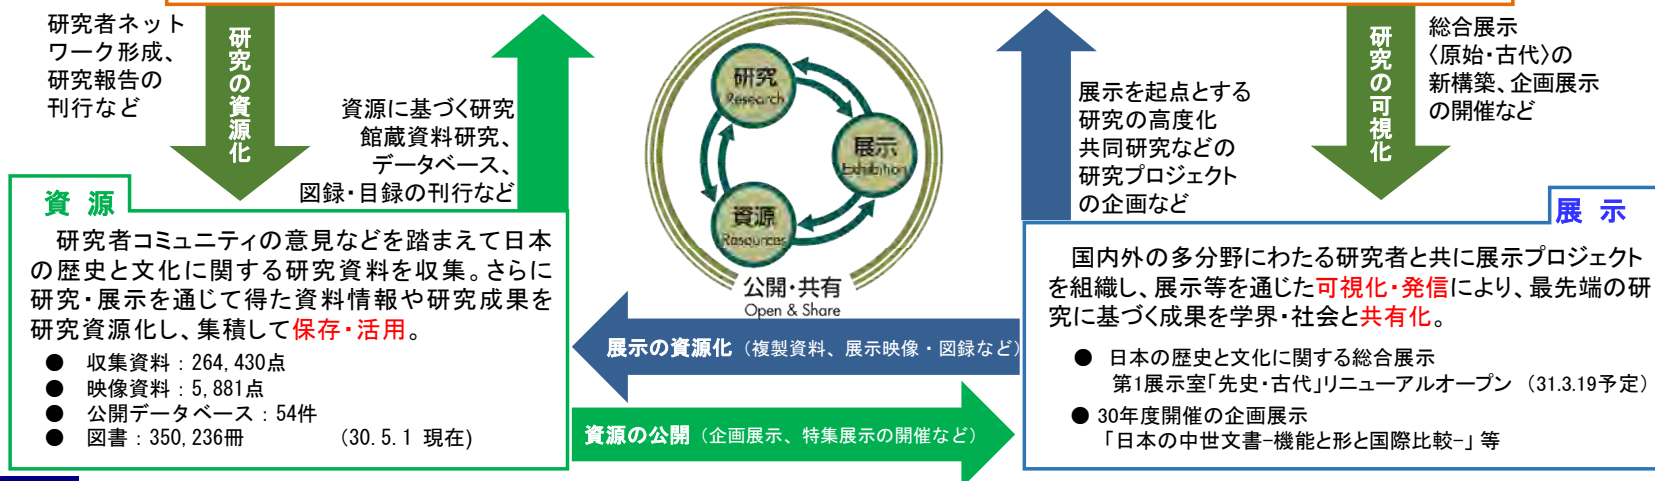 研究者ネット
ワーク形成、
研究報告の
刊行など
研究の資源化
資源に基づく研究
館蔵資料研究、
データベース、
図録・目録の刊行など
研究
Research
展示
Exhibition
資源
Resources
公開・共有
Open & Share
展示を起点とする
研究の高度化
共同研究などの
研究プロジェクト
の企画など
研究の可視化
総合展示
〈原始・古代〉の
新構築、企画展示
の開催など
資 源
研究者コミュニティの意見などを踏まえて日本
の歴史と文化に関する研究資料を収集。さらに
研究・展示を通じて得た資料情報や研究成果を
研究資源化し、集積して保存・活用。
● 収集資料：264,430点
● 映像資料：5,881点
● 公開データベース：54件
● 図書：350,236冊 (30.5.1 現在)
展示の資源化（複製資料、展示映像・図録など）
資源の公開（企画展示、特集展示の開催など）
展 示
国内外の多分野にわたる研究者と共に展示プロジェクト
を組織し、展示等を通じた可視化・発信により、最先端の研
究に基づく成果を学界・社会と共有化。
● 日本の歴史と文化に関する総合展示
第1展示室「先史・古代」リニューアルオープン （31.3.19予定）
● 30年度開催の企画展示
「日本の中世文書−機能と形と国際比較−」等